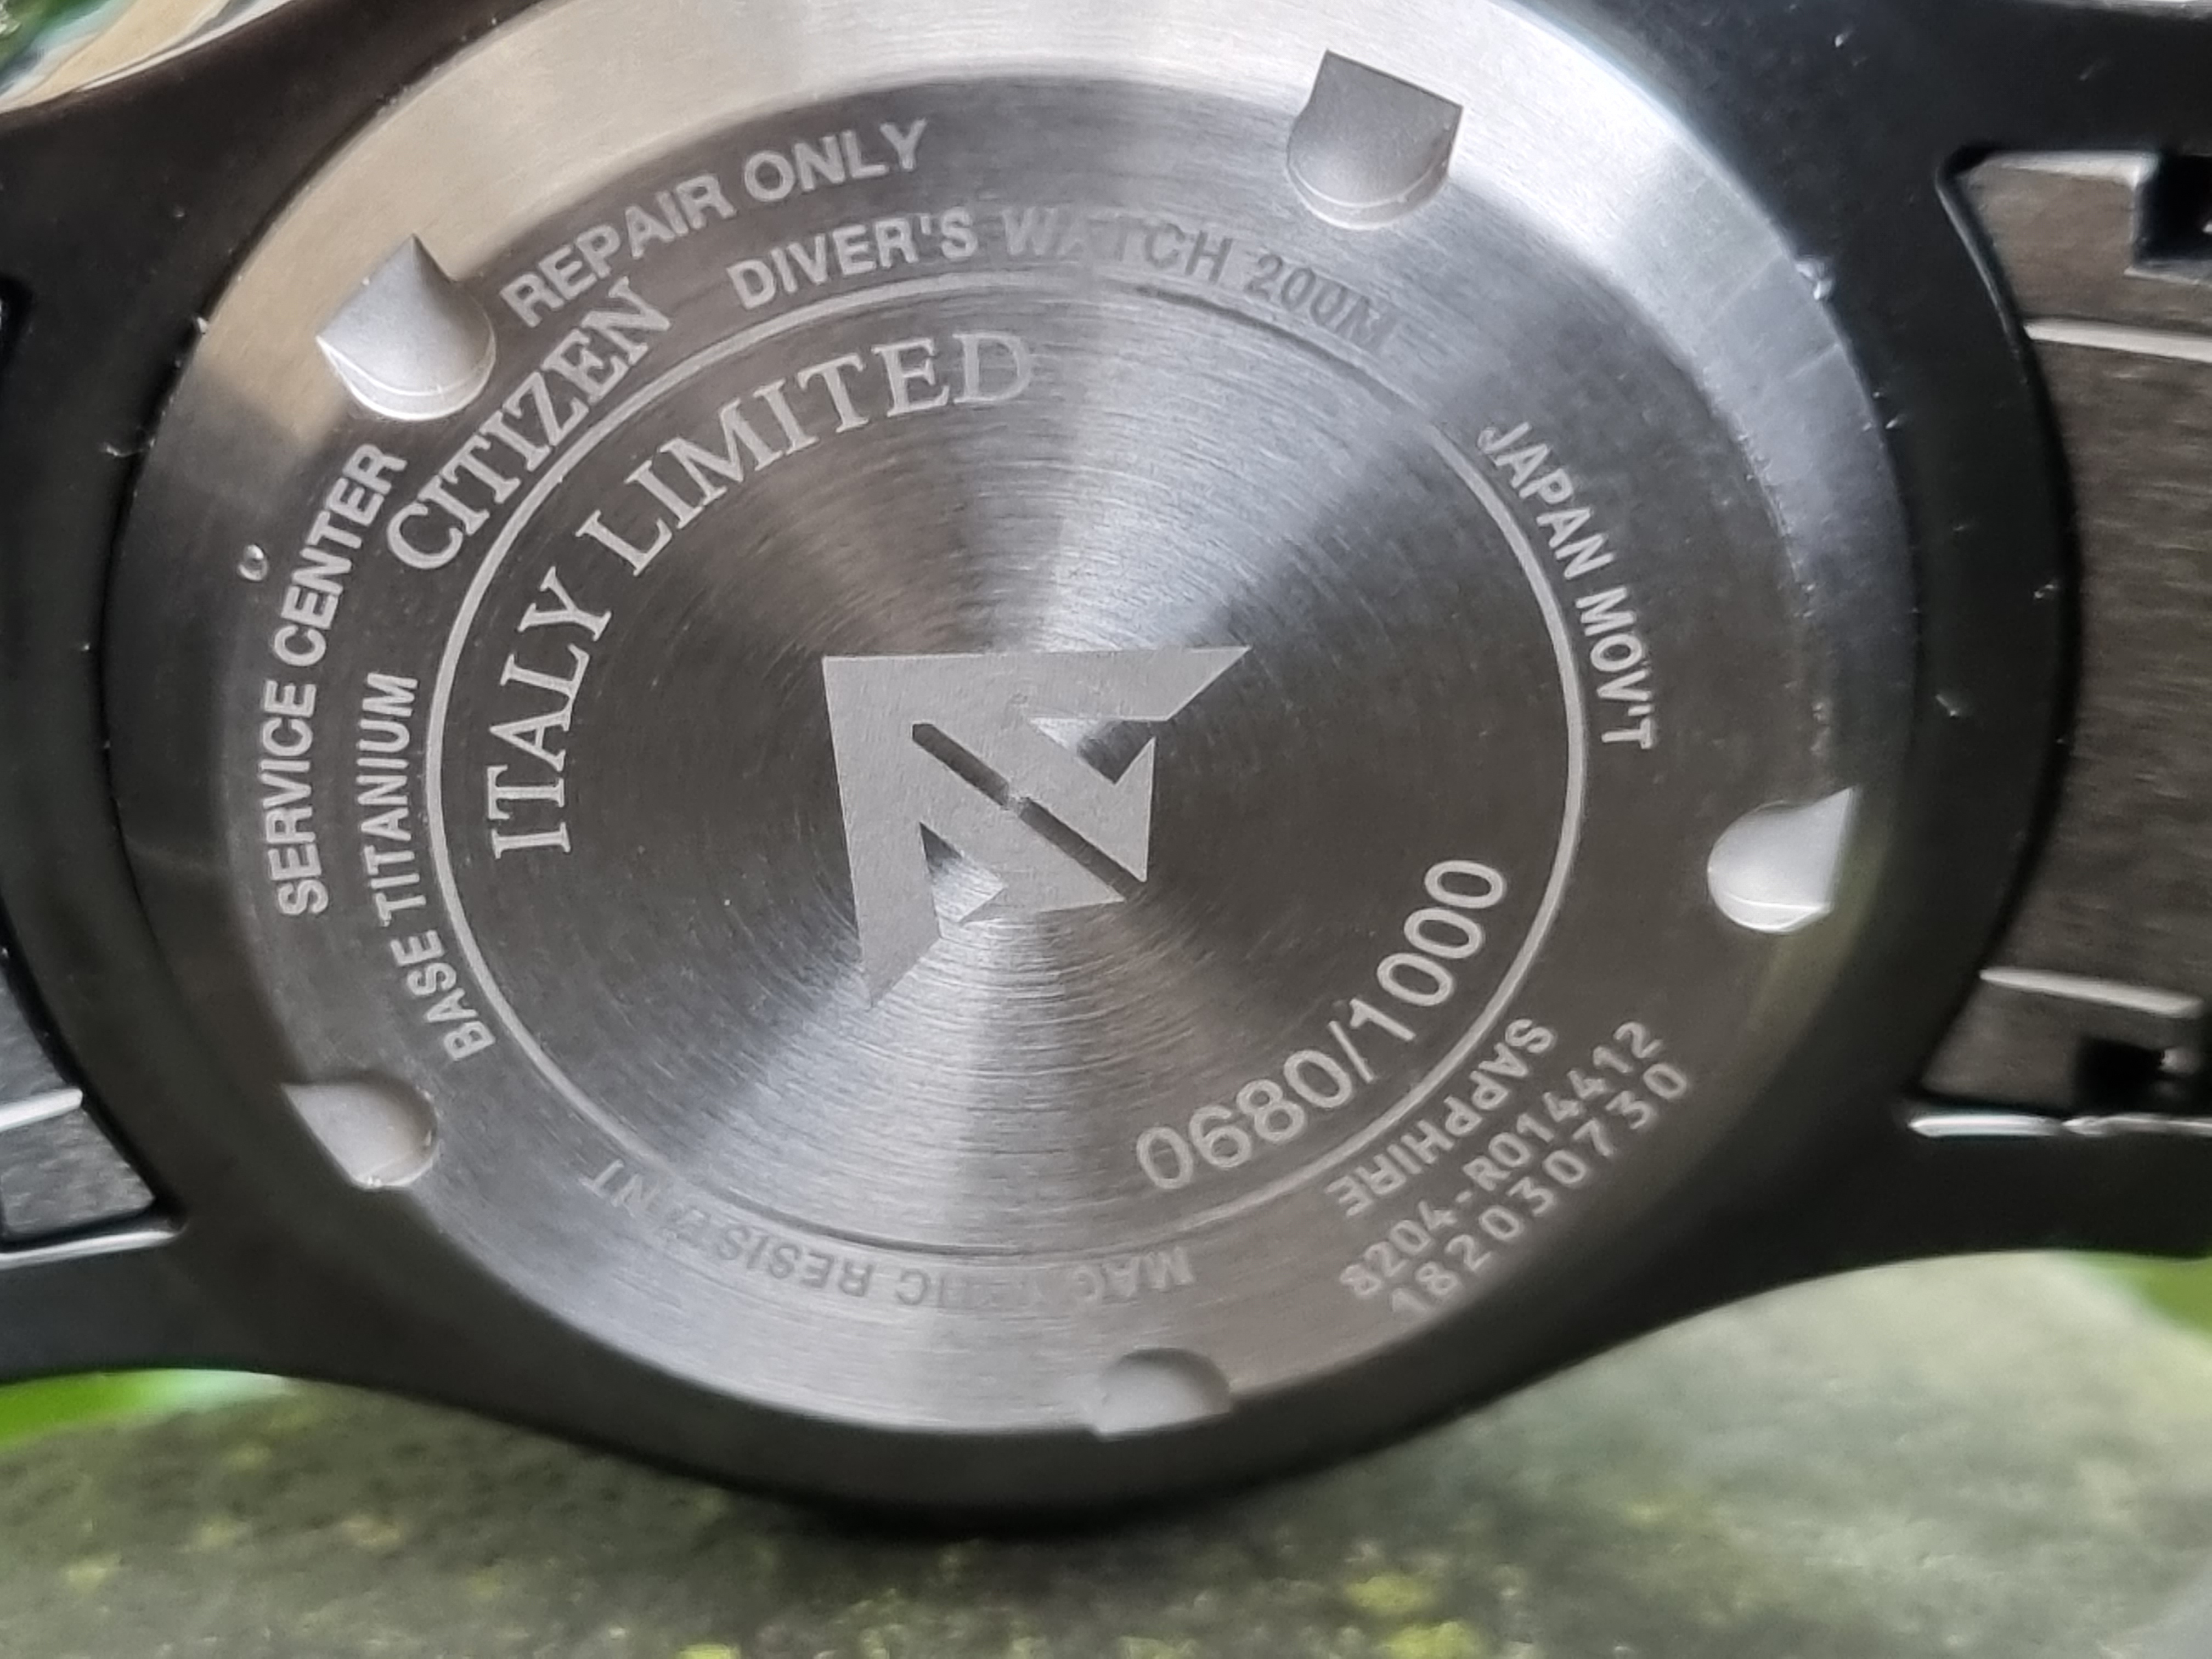 SERVICE CENTER REPAIR ONLY
CITIZEN
DIVER'S WATCH 200M
JAPAN MOV'T
SAPPHIRE
8204-R014412
182030730
RESISTANT
BASE TITANIUM
ITALY LIMITED
0680/1000